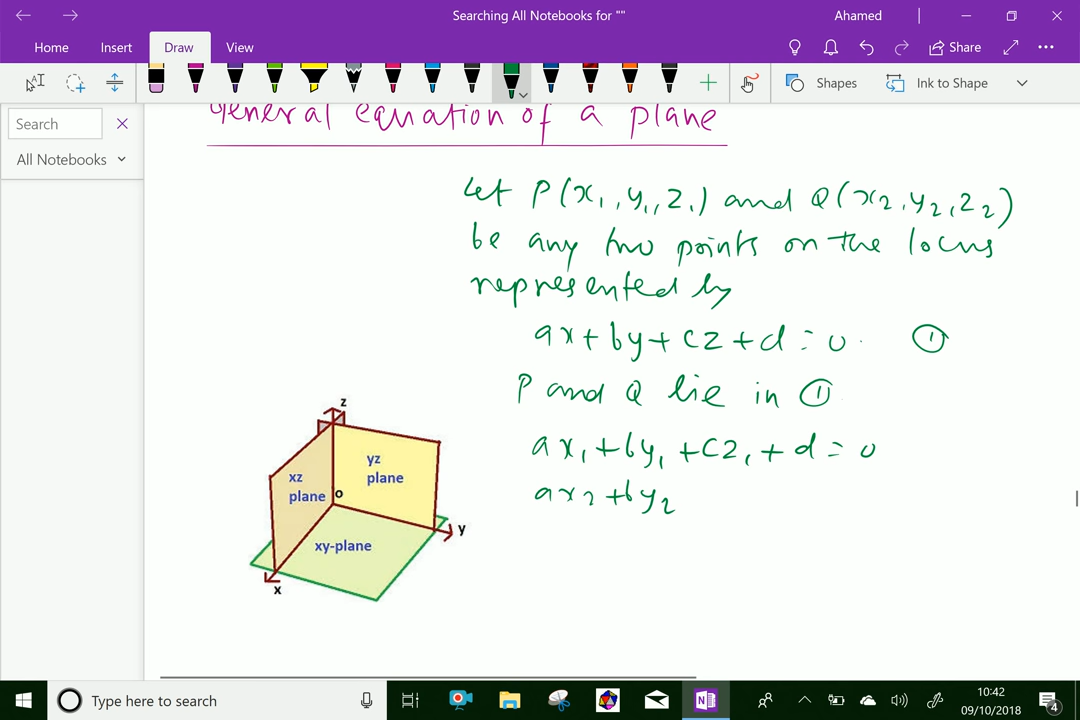 Searching All Notebooks for ""
Ahamed
Home Insert Draw View
Share
Shapes
Ink to Shape
Search
All Notebooks
General equation of a plane
Let P(x₁, y₁, z₁) and Q(x₂, y₂, z₂)
be any two points on the locus
represented by
ax + by + cz + d = 0. ①
P and Q lie in ①.
ax₁ + by₁ + cz₁ + d = 0
ax₂ + by₂
z
yz
plane
xz
plane
o
y
xy-plane
x
Type here to search
10:42
09/10/2018
4